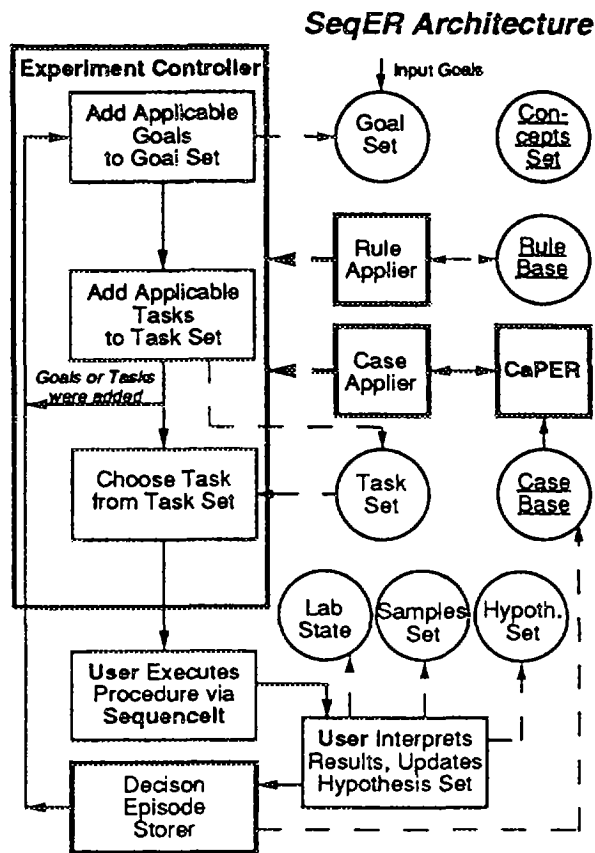 SeqER Architecture
Experiment Controller
Input Goals
Add Applicable
Goals
to Goal Set
Goal
Set
Con-
cepts
Set
Rule
Applier
Rule
Base
Add Applicable
Tasks
to Task Set
Case
Applier
CaPER
Goals or Tasks
were added
Choose Task
from Task Set
Task
Set
Case
Base
Lab
State
Samples
Set
Hypoth.
Set
User Executes
Procedure via
SequenceIt
User Interprets
Results, Updates
Hypothesis Set
Decison
Episode
Storer